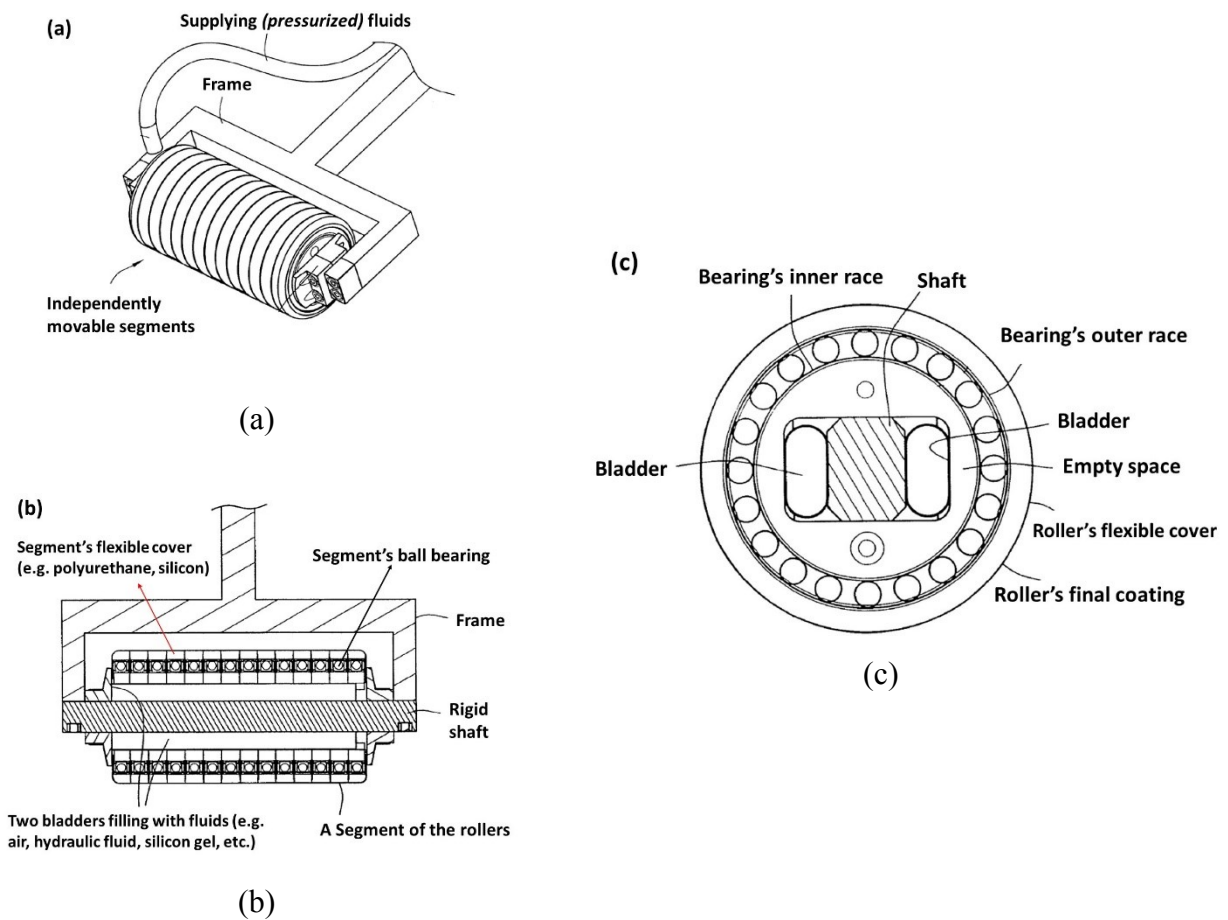 (a)
Supplying (pressurized) fluids
Frame
Independently
movable segments
(a)
(b)
Segment's flexible cover
(e.g. polyurethane, silicon)
Segment's ball bearing
Frame
Rigid
shaft
Two bladders filling with fluids (e.g.
air, hydraulic fluid, silicon gel, etc.)
A Segment of the rollers
(b)
(c)
Bearing's inner race
Shaft
Bearing's outer race
Bladder
Bladder
Empty space
Roller's flexible cover
Roller's final coating
(c)